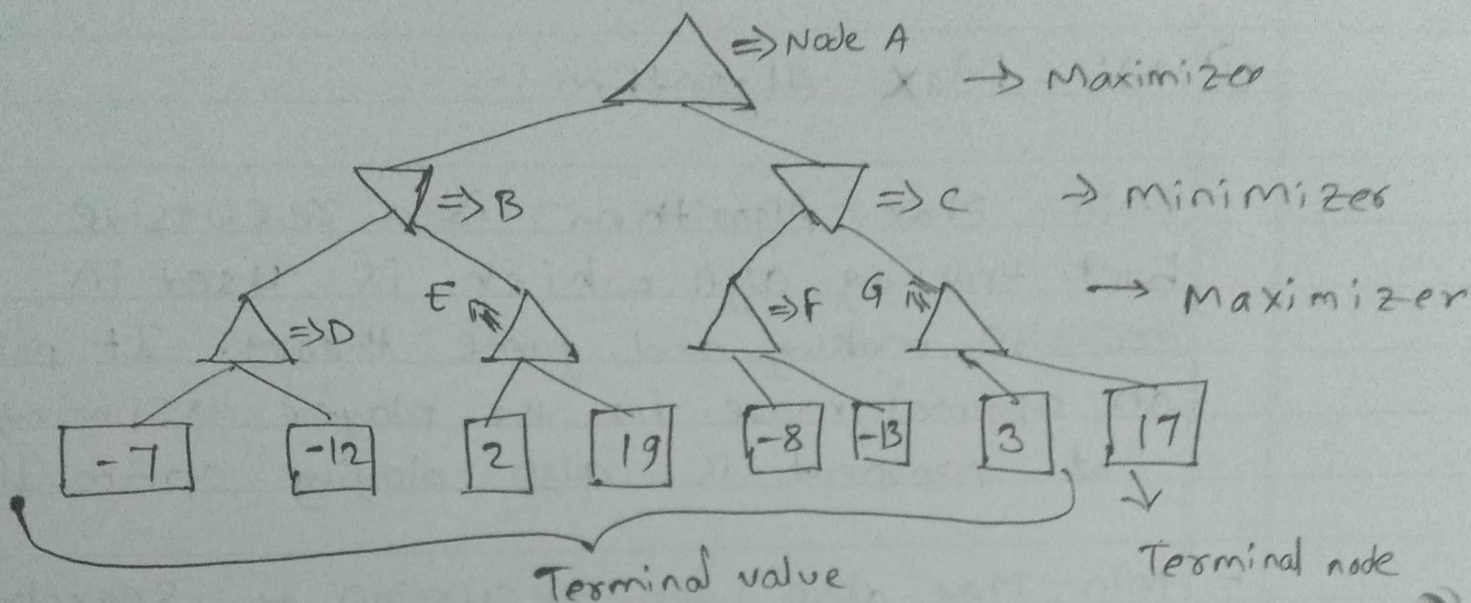 ⇒ Node A
→ Maximizer
⇒ B
⇒ C
→ Minimizer
⇒ D
E
⇒ F
G
→ Maximizer
-7 -12 2 19 -8 -13 3 17
Terminal value
Terminal node